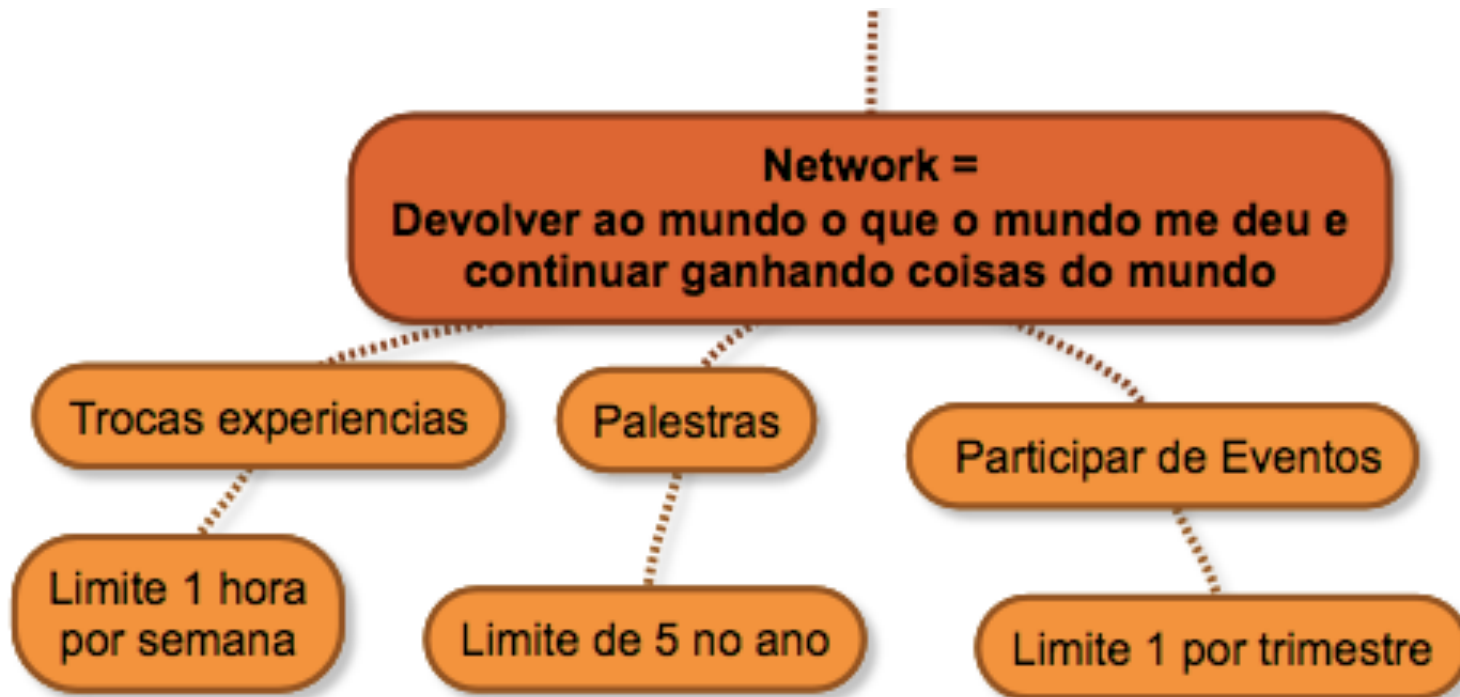 Network =
Devolver ao mundo o que o mundo me deu e
continuar ganhando coisas do mundo
Trocas experiencias
Palestras
Participar de Eventos
Limite 1 hora
por semana
Limite de 5 no ano
Limite 1 por trimestre